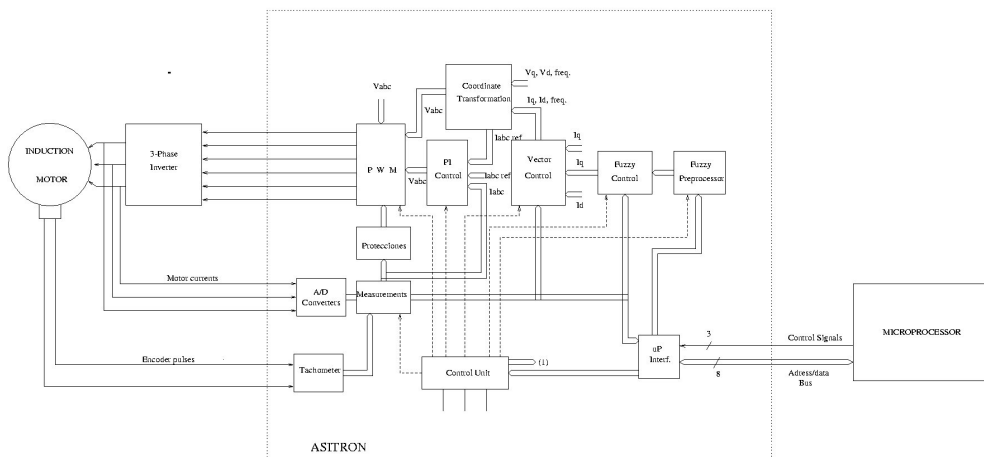 Vq, Vd, freq.
Coordinate
Transformation
Vabc
Vabc
Iq, Id, freq.
INDUCTION
MOTOR
3-Phase
Inverter
P W M
Vabc
PI
Control
Iabc ref
Iabc ref
Iabc
Vector
Control
Iq
Iq
Id
Fuzzy
Control
Fuzzy
Preprocessor
Protecciones
Motor currents
A/D
Converters
Measurements
MICROPROCESSOR
uP
Interf.
3
Control Signals
8
Adress/data
Bus
Encoder pulses
Tachometer
Control Unit
(1)
ASITRON